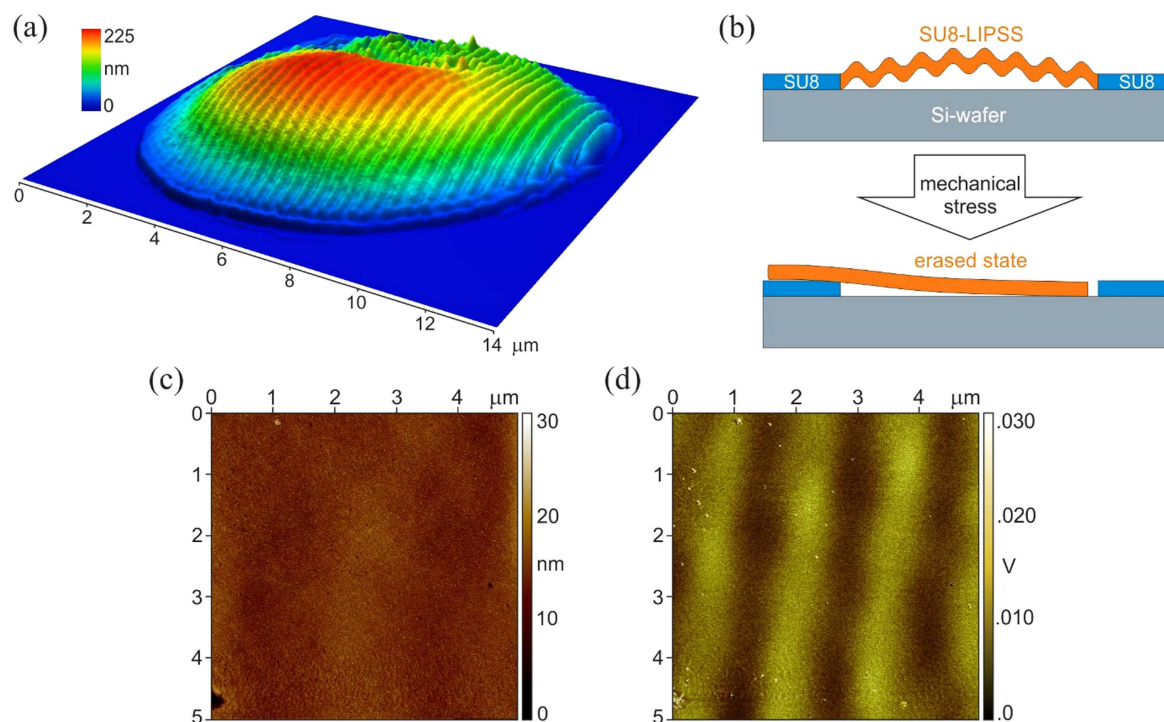 (a)
225
nm
0
0
2
4
6
8
10
12
14
μm
(b)
SU8-LIPSS
SU8
SU8
Si-wafer
mechanical
stress
erased state
(c)
0 1 2 3 4 μm
0
1
2
3
4
5
30
20
nm
10
0
(d)
0 1 2 3 4 μm
0
1
2
3
4
5
.030
.020
V
.010
.0